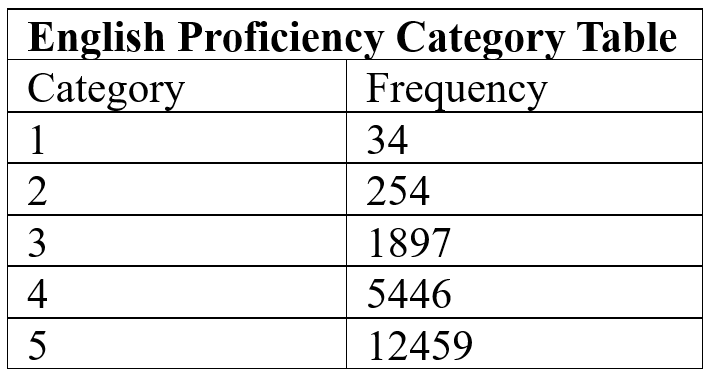 English Proficiency Category Table
Category Frequency
1 34
2 254
3 1897
4 5446
5 12459